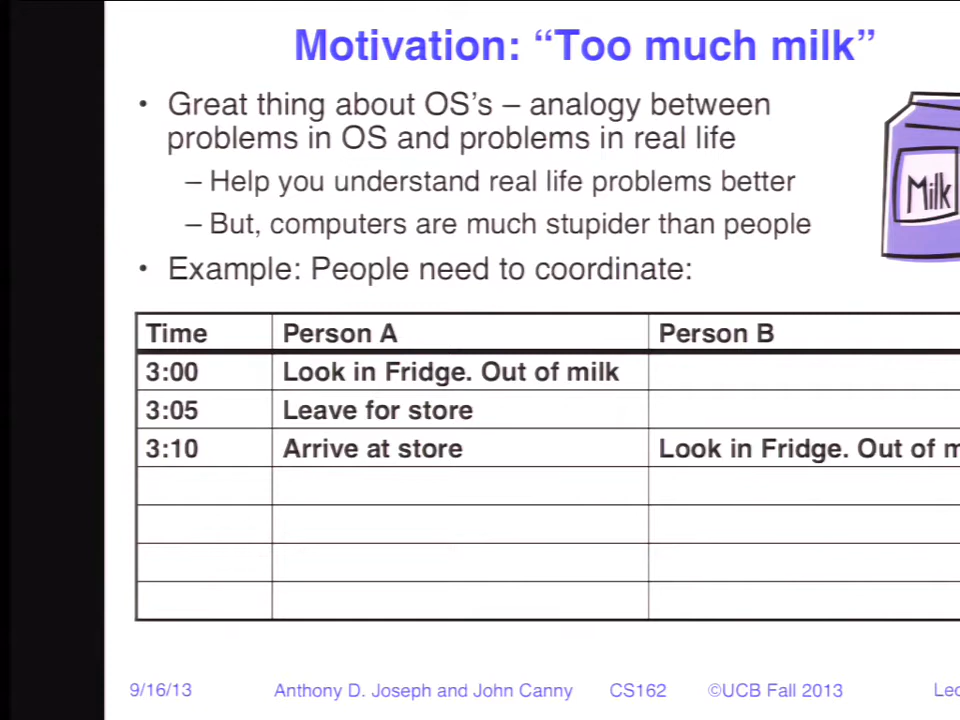 Motivation: “Too much milk”
• Great thing about OS’s – analogy between
problems in OS and problems in real life
– Help you understand real life problems better
– But, computers are much stupider than people
• Example: People need to coordinate:
Milk
Time Person A Person B
3:00 Look in Fridge. Out of milk
3:05 Leave for store
3:10 Arrive at store Look in Fridge. Out of
9/16/13 Anthony D. Joseph and John Canny CS162 ©UCB Fall 2013